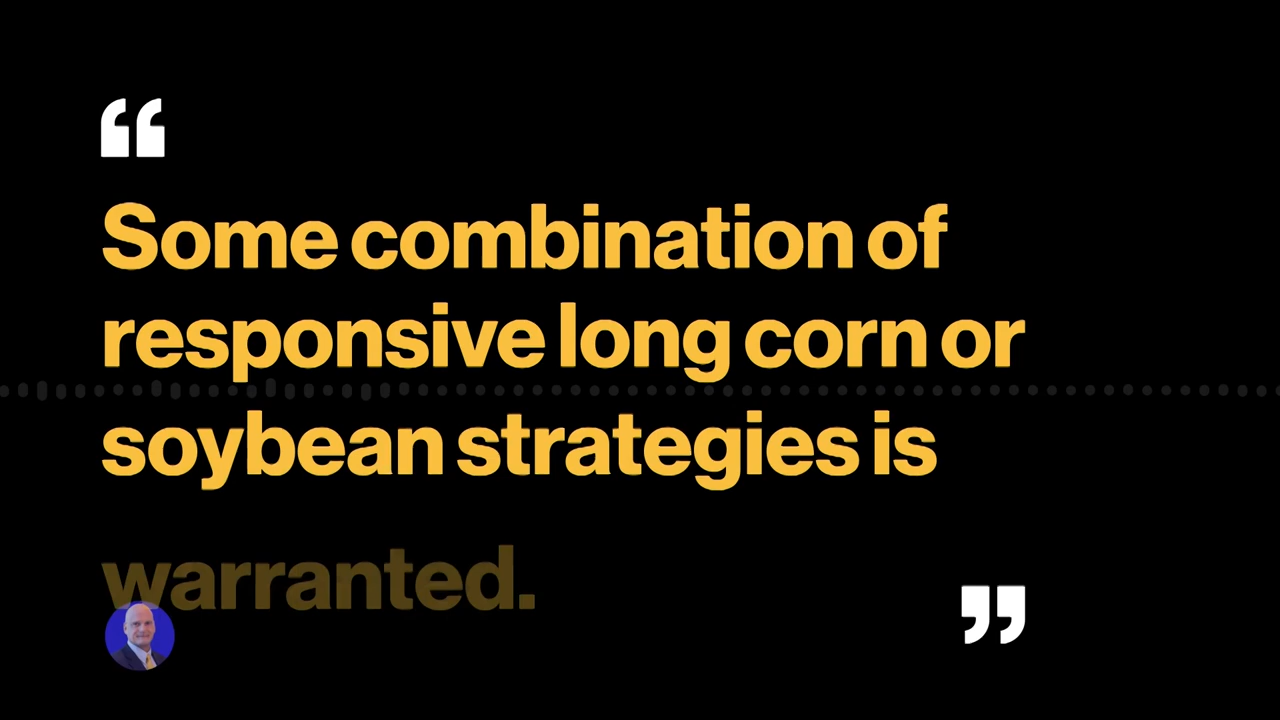 “
Some combination of
responsive long corn or
soybean strategies is
warranted.
”